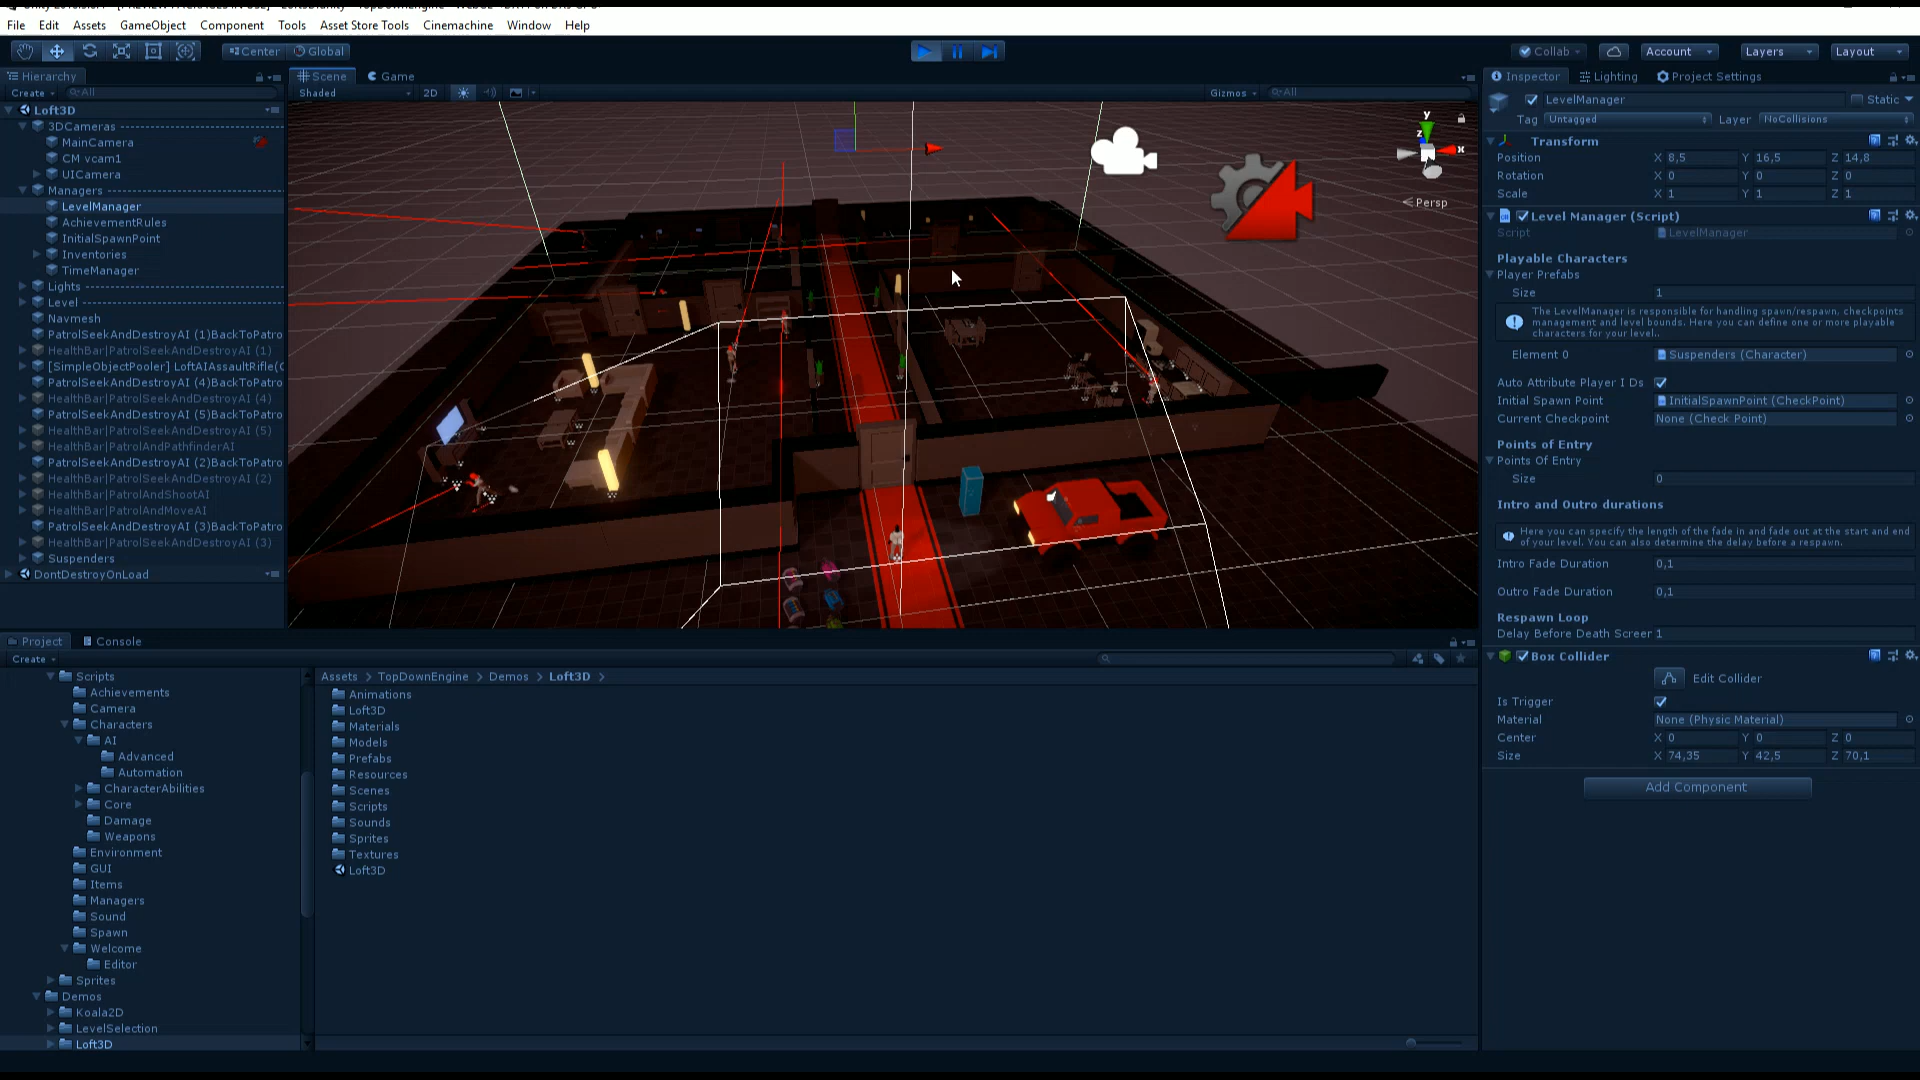 File Edit Assets GameObject Component Tools Asset Store Tools Cinemachine Window Help
Center Global
Collab Account Layers Layout
Hierarchy
Create All
Loft3D
3DCameras
MainCamera
CM vcam1
UICamera
Managers
LevelManager
AchievementRules
InitialSpawnPoint
Inventories
TimeManager
Lights
Level
Navmesh
PatrolSeekAndDestroyAI (1)BackToPatro
HealthBar|PatrolSeekAndDestroyAI (1)
[SimpleObjectPooler] LoftAIAssaultRifle(
PatrolSeekAndDestroyAI (4)BackToPatro
HealthBar|PatrolSeekAndDestroyAI (4)
PatrolSeekAndDestroyAI (5)BackToPatro
HealthBar|PatrolSeekAndDestroyAI (5)
HealthBar|PatrolAndPathfinderAI
PatrolSeekAndDestroyAI (2)BackToPatro
HealthBar|PatrolSeekAndDestroyAI (2)
HealthBar|PatrolAndShootAI
HealthBar|PatrolAndMoveAI
PatrolSeekAndDestroyAI (3)BackToPatro
HealthBar|PatrolSeekAndDestroyAI (3)
Suspenders
DontDestroyOnLoad
Scene Game
Shaded 2D Gizmos All
y
z x
Persp
Inspector Lighting Project Settings
LevelManager Static
Tag Untagged Layer NoCollisions
Transform
Position X 8,5 Y 16,5 Z 14,8
Rotation X 0 Y 0 Z 0
Scale X 1 Y 1 Z 1
Level Manager (Script)
Script LevelManager
Playable Characters
Player Prefabs
Size 1
The LevelManager is responsible for handling spawn/respawn, checkpoints
management and level bounds. Here you can define one or more playable
characters for your level..
Element 0 Suspenders (Character)
Auto Attribute Player I Ds
Initial Spawn Point InitialSpawnPoint (CheckPoint)
Current Checkpoint None (Check Point)
Points of Entry
Points Of Entry
Size 0
Intro and Outro durations
Here you can specify the length of the fade in and fade out at the start and end
of your level. You can also determine the delay before a respawn.
Intro Fade Duration 0,1
Outro Fade Duration 0,1
Respawn Loop
Delay Before Death Screer 1
Box Collider
Edit Collider
Is Trigger
Material None (Physic Material)
Center X 0 Y 0 Z 0
Size X 74,35 Y 42,5 Z 70,1
Add Component
Project Console
Create
Scripts
Achievements
Camera
Characters
AI
Advanced
Automation
CharacterAbilities
Core
Damage
Weapons
Environment
GUI
Items
Managers
Sound
Spawn
Welcome
Editor
Sprites
Demos
Koala2D
LevelSelection
Loft3D
Assets > TopDownEngine > Demos > Loft3D >
Animations
Loft3D
Materials
Models
Prefabs
Resources
Scenes
Scripts
Sounds
Sprites
Textures
Loft3D